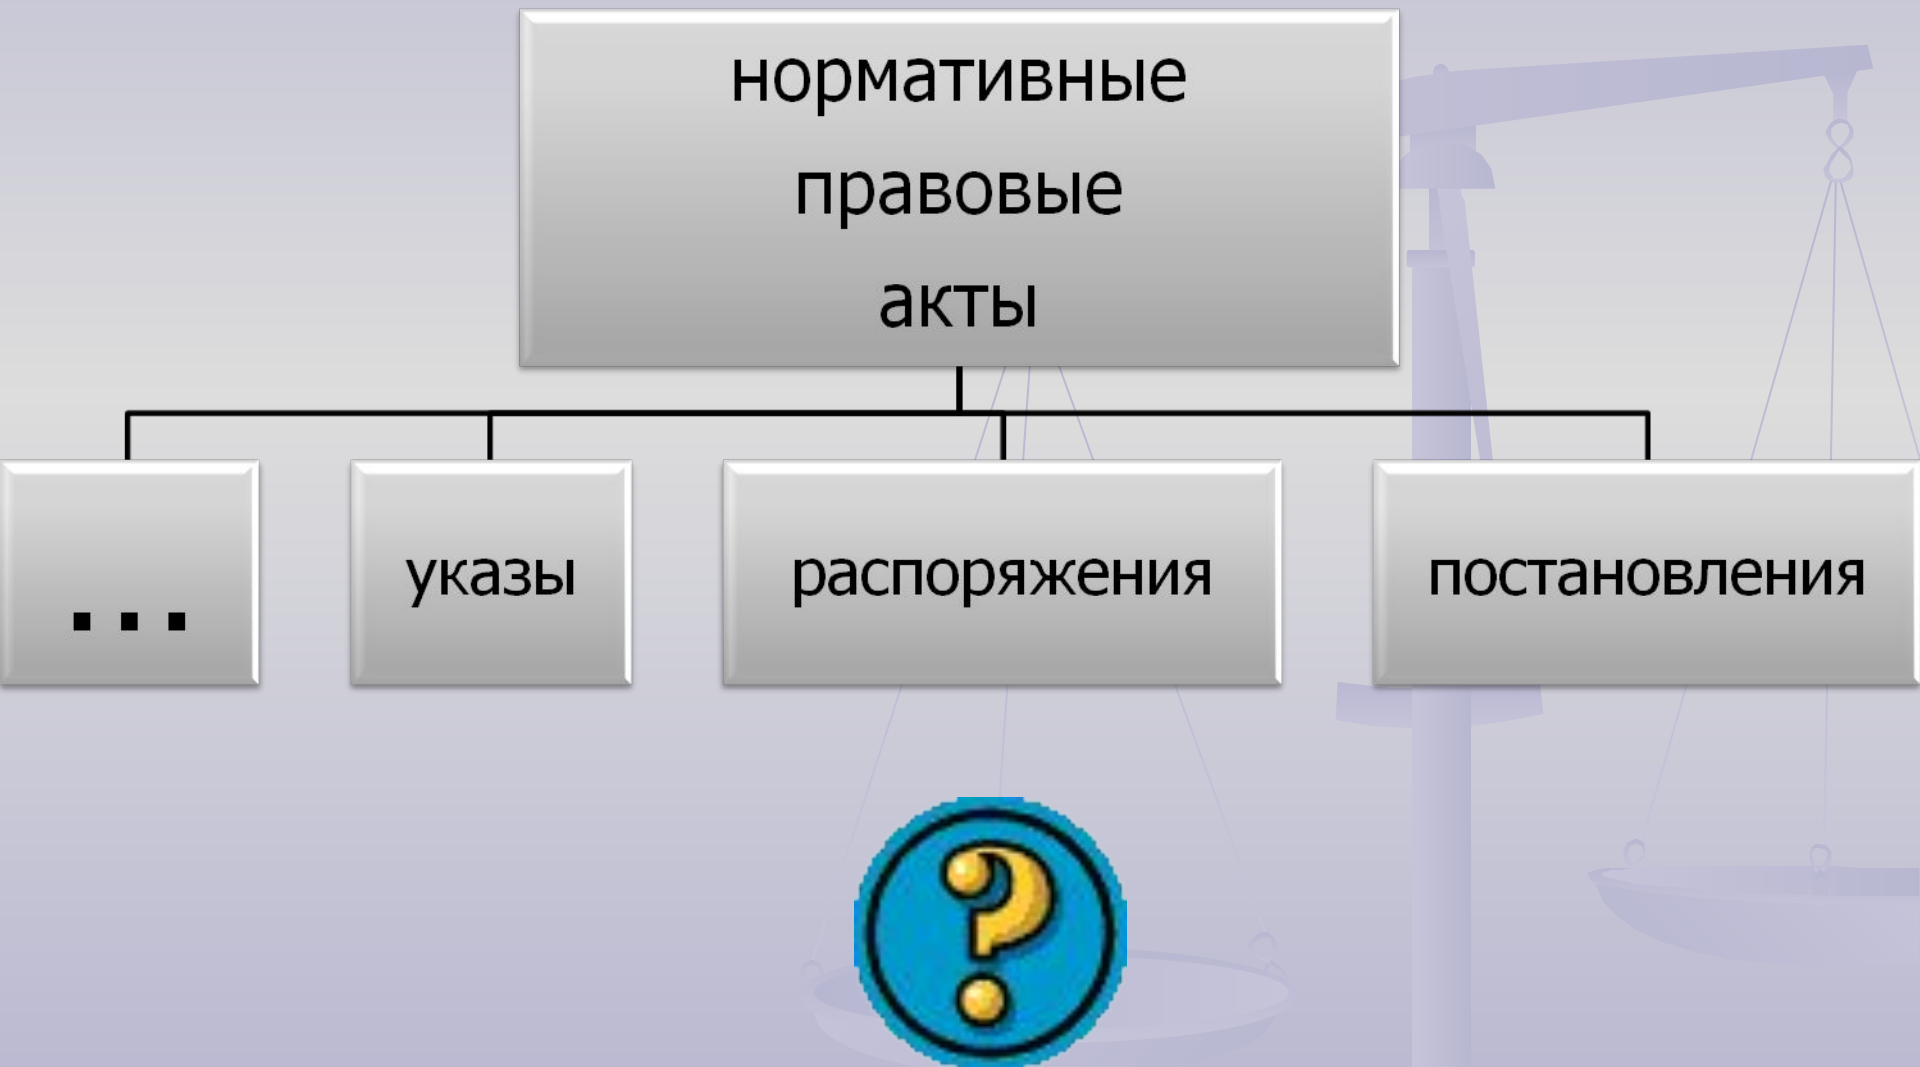 нормативные
правовые
акты
...
указы
распоряжения
постановления
?